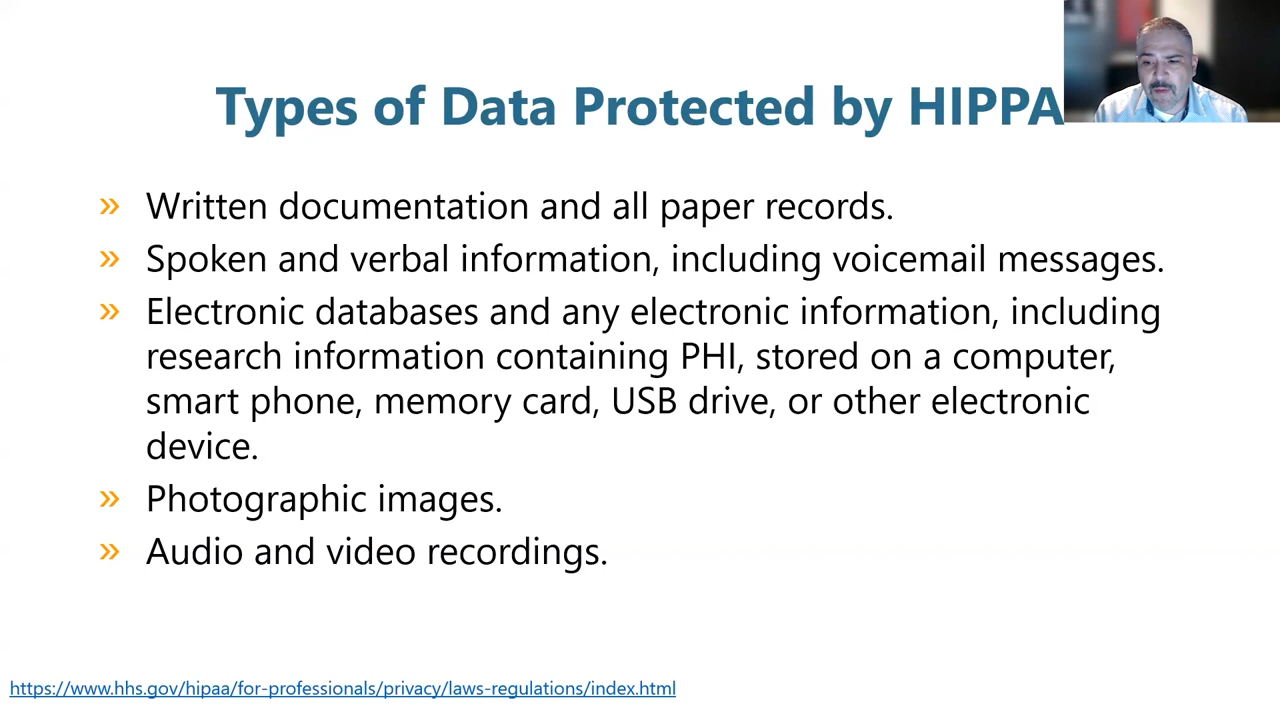 Types of Data Protected by HIPPA
» Written documentation and all paper records.
» Spoken and verbal information, including voicemail messages.
» Electronic databases and any electronic information, including
research information containing PHI, stored on a computer,
smart phone, memory card, USB drive, or other electronic
device.
» Photographic images.
» Audio and video recordings.
https://www.hhs.gov/hipaa/for-professionals/privacy/laws-regulations/index.html